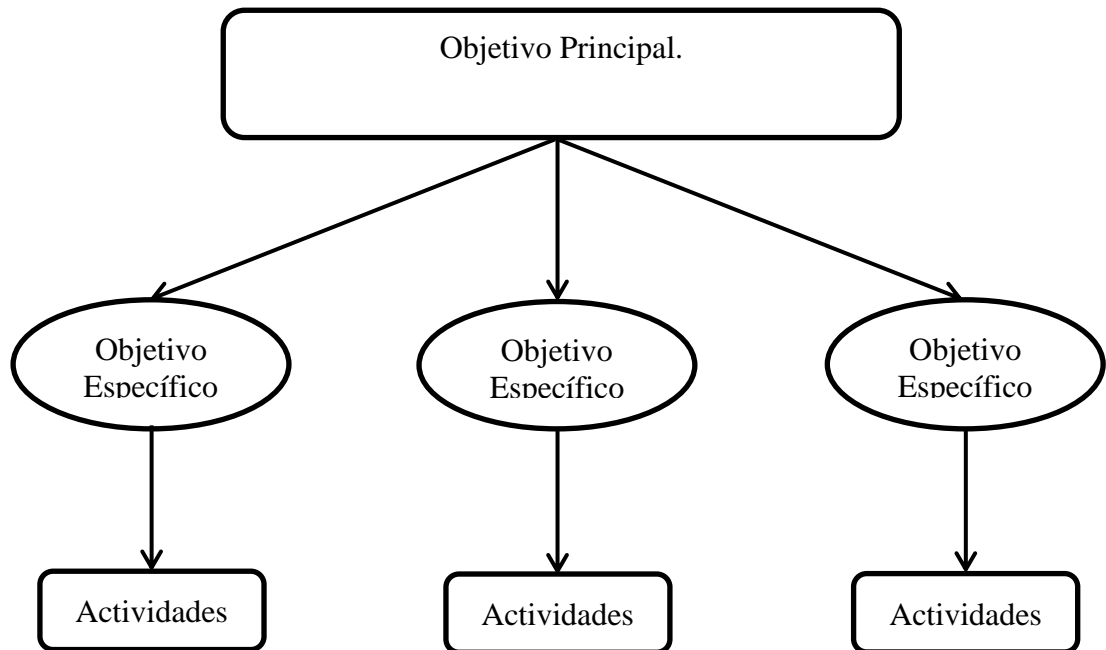 Objetivo Principal.
Objetivo
Específico
Objetivo
Específico
Objetivo
Específico
Actividades
Actividades
Actividades